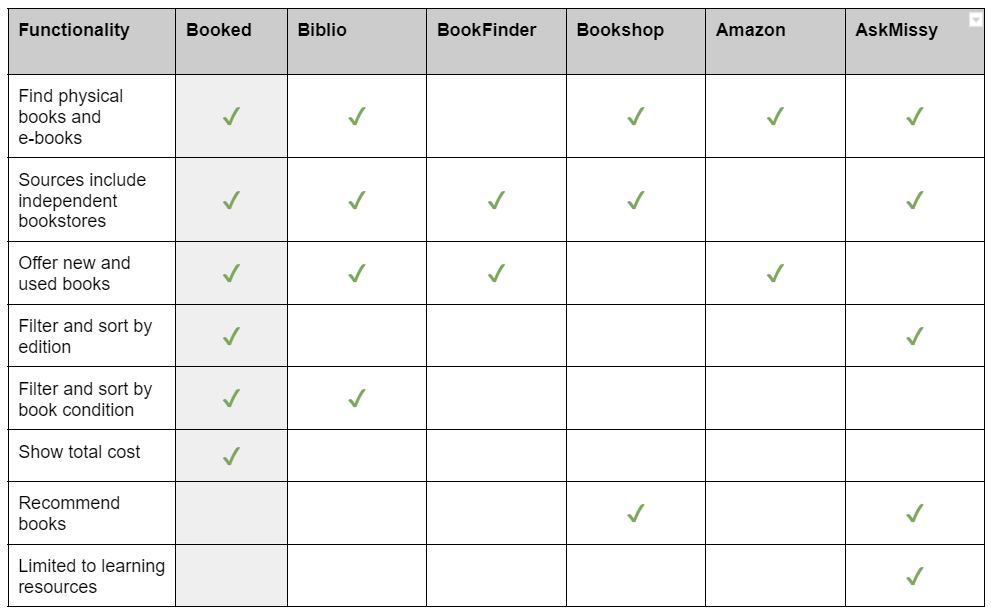 Functionality Booked Biblio BookFinder Bookshop Amazon AskMissy
Find physical
books and
e-books ✓ ✓ ✓ ✓ ✓
Sources include
independent
bookstores ✓ ✓ ✓ ✓ ✓
Offer new and
used books ✓ ✓ ✓ ✓
Filter and sort by
edition ✓ ✓
Filter and sort by
book condition ✓ ✓
Show total cost ✓
Recommend
books ✓ ✓
Limited to learning
resources ✓